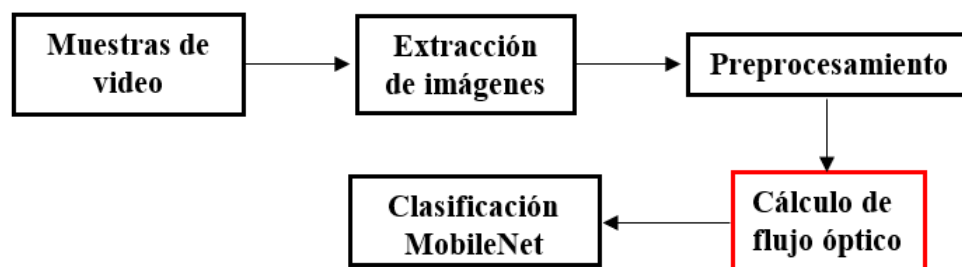 Muestras de
video
Extracción
de imágenes
Preprocesamiento
Cálculo de
flujo óptico
Clasificación
MobileNet